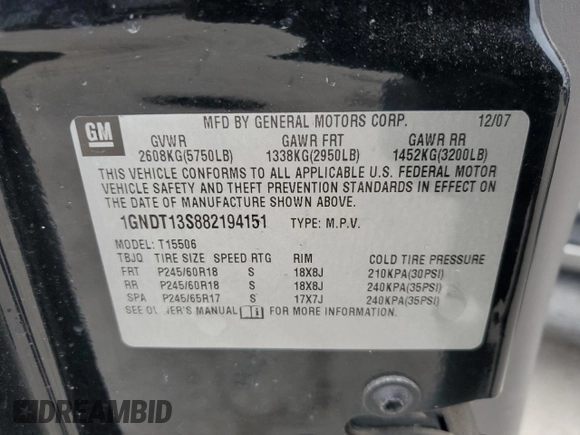 GM
MFD BY GENERAL MOTORS CORP. 12/07
GVWR GAWR FRT GAWR RR
2608KG(5750LB) 1338KG(2950LB) 1452KG(3200LB)
THIS VEHICLE CONFORMS TO ALL APPLICABLE U.S. FEDERAL MOTOR
VEHICLE SAFETY AND THEFT PREVENTION STANDARDS IN EFFECT ON
THE DATE OF MANUFACTURE SHOWN ABOVE.
1GNDT13S882194151 TYPE: M.P.V.
MODEL: T15506
TBJQ TIRE SIZE SPEED RTG RIM COLD TIRE PRESSURE
FRT P245/60R18 S 18X8J 210KPA(30PSI)
RR P245/60R18 S 18X8J 240KPA(35PSI)
SPA P245/65R17 S 17X7J 240KPA(35PSI)
SEE OWNER'S MANUAL FOR MORE INFORMATION.
DREAMBID